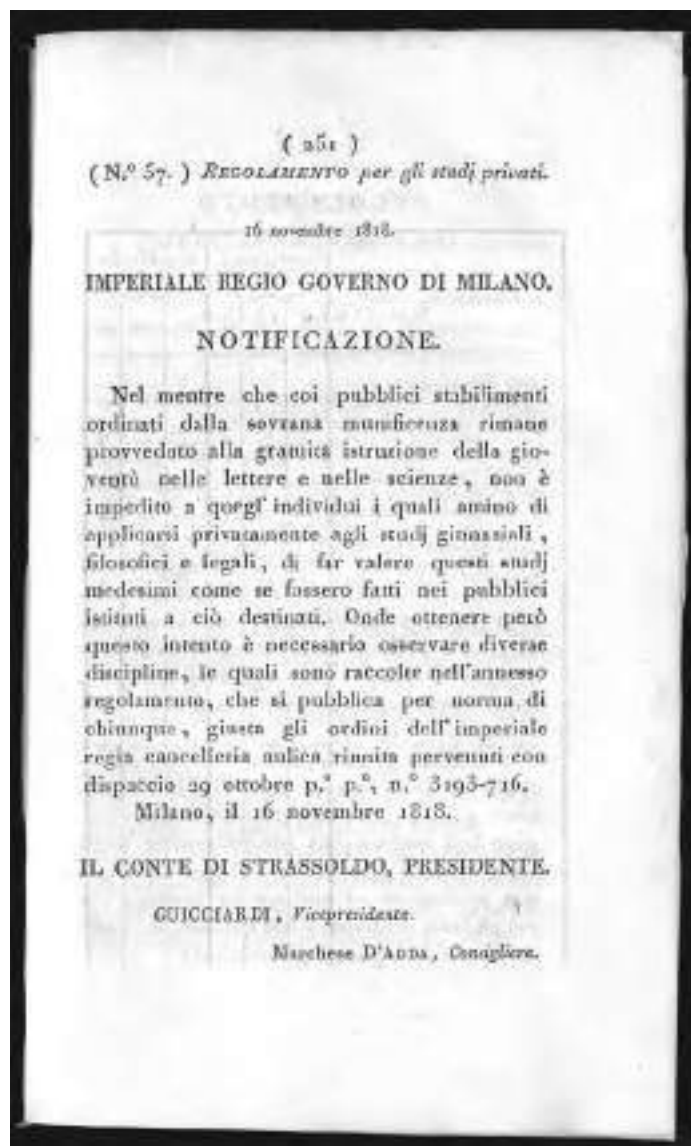 ( 251 )
( N.º 57. ) REGOLAMENTO per gli studj privati.
16 novembre 1818.
IMPERIALE REGIO GOVERNO DI MILANO.
NOTIFICAZIONE.
Nel mentre che coi pubblici stabilimenti
ordinati dalla sovrana munificenza rimane
provveduto alla gratuita istruzione della gio-
ventù nelle lettere e nelle scienze, non è
impedito a quegl'individui i quali amino di
applicarsi privatamente agli studj ginnasiali,
filosofici e legali, di far valere questi studj
medesimi come se fossero fatti nei pubblici
istituti a ciò destinati. Onde ottenere però
questo intento è necessario osservare diverse
discipline, le quali sono raccolte nell'annesso
regolamento, che si pubblica per norma di
chiunque, giusta gli ordini dell'imperiale
regia cancelleria aulica riunita pervenuti con
dispaccio 29 ottobre p.º p.º, n.º 3193-716.
Milano, il 16 novembre 1818.
IL CONTE DI STRASSOLDO, PRESIDENTE.
GUICCIARDI, Vicepresidente.
Marchese D'ADDA, Consigliere.